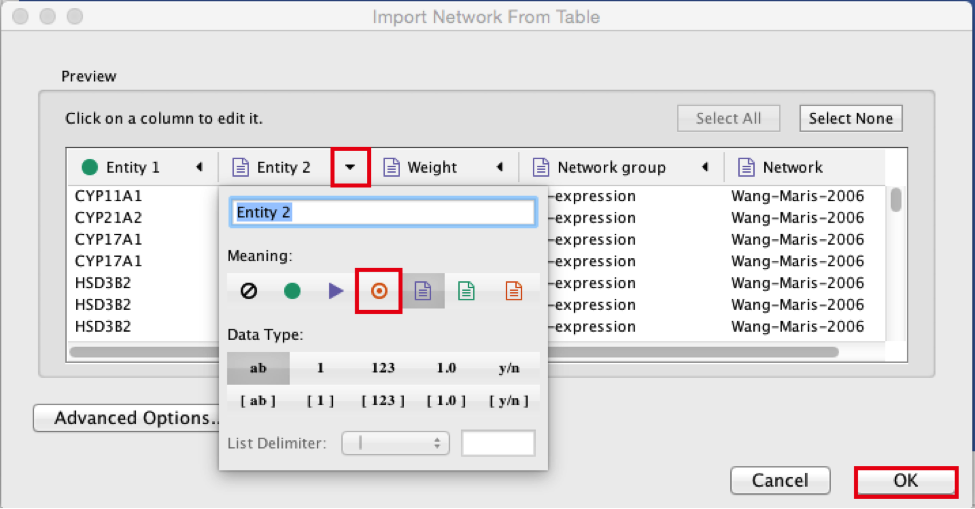 Import Network From Table
Preview
Click on a column to edit it.
Select All
Select None
Entity 1 Entity 2 Weight Network group Network
CYP11A1 -expression Wang-Maris-2006
CYP21A2 -expression Wang-Maris-2006
CYP17A1 -expression Wang-Maris-2006
CYP17A1 -expression Wang-Maris-2006
HSD3B2 -expression Wang-Maris-2006
HSD3B2 -expression Wang-Maris-2006
HSD3B2 -expression Wang-Maris-2006
Entity 2
Meaning:
Data Type:
ab 1 123 1.0 y/n
[ ab ] [ 1 ] [ 123 ] [ 1.0 ] [ y/n ]
List Delimiter: |
Advanced Options..
Cancel
OK